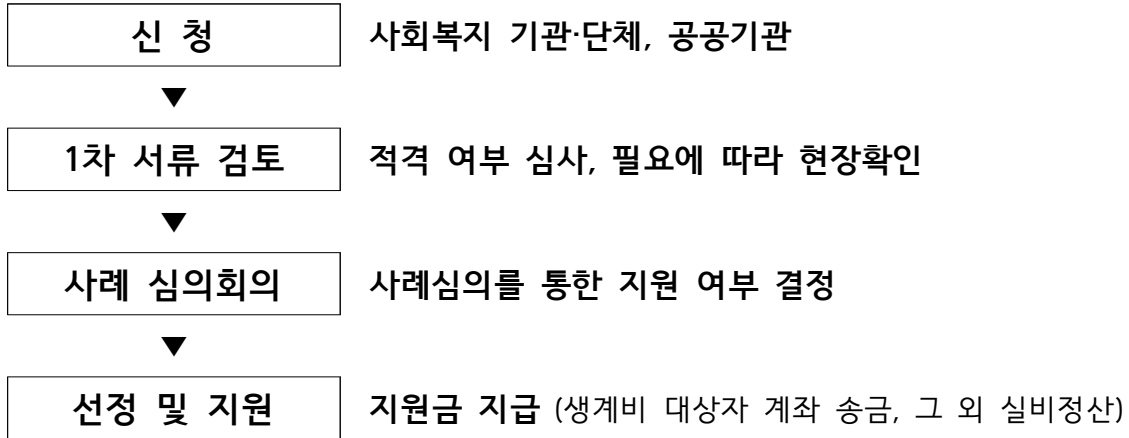 신 청 사회복지 기관·단체, 공공기관
▼
1차 서류 검토 적격 여부 심사, 필요에 따라 현장확인
▼
사례 심의회의 사례심의를 통한 지원 여부 결정
▼
선정 및 지원 지원금 지급 (생계비 대상자 계좌 송금, 그 외 실비정산)